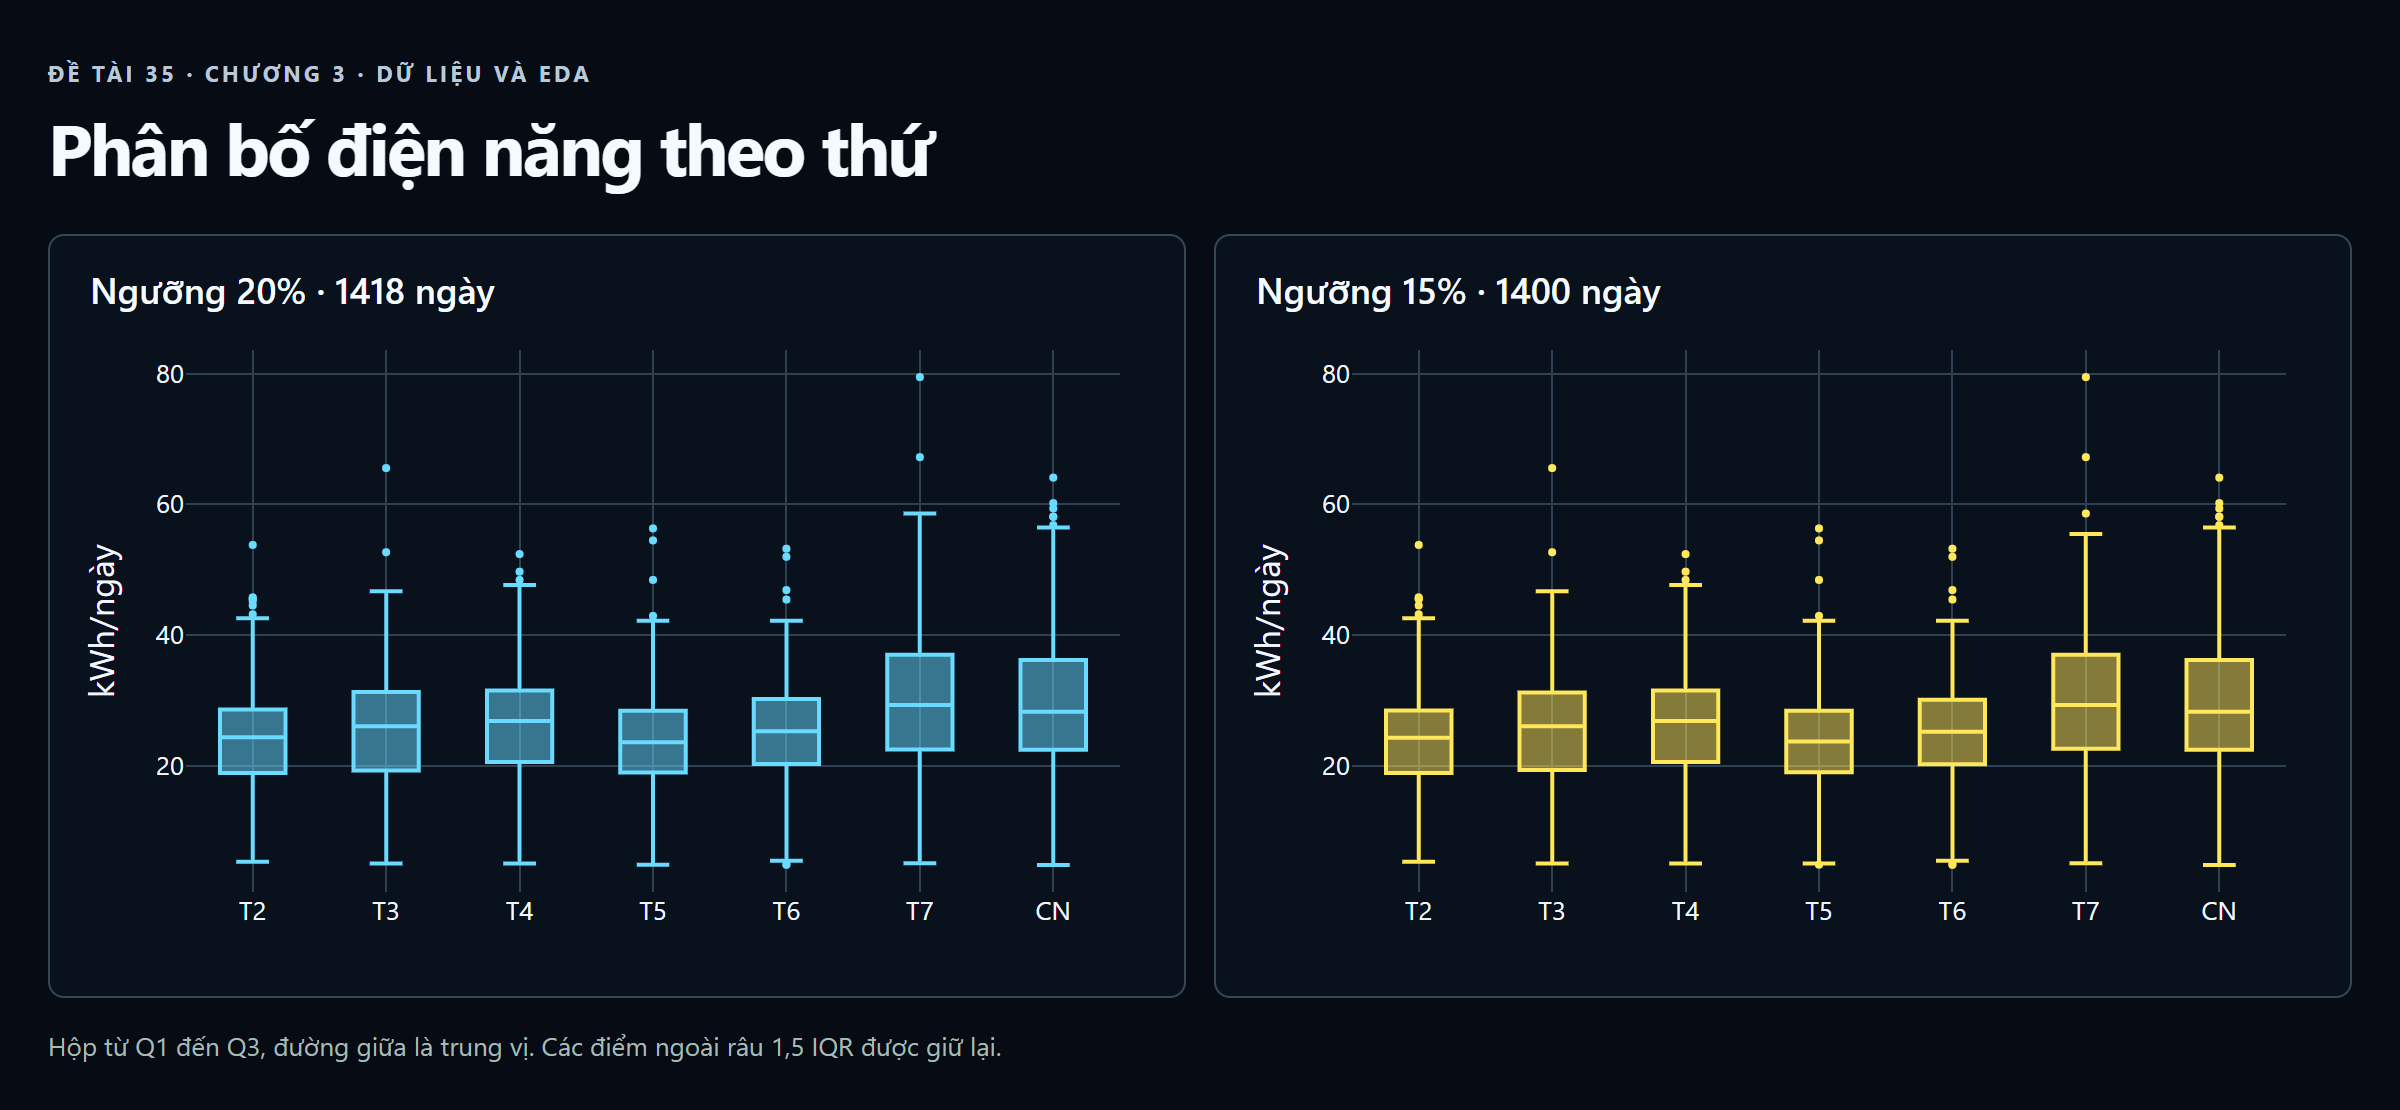 ĐỀ TÀI 35 · CHƯƠNG 3 · DỮ LIỆU VÀ EDA
Phân bố điện năng theo thứ
Ngưỡng 20% · 1418 ngày
kWh/ngày
80
60
40
20
T2 T3 T4 T5 T6 T7 CN
Ngưỡng 15% · 1400 ngày
kWh/ngày
80
60
40
20
T2 T3 T4 T5 T6 T7 CN
Hộp từ Q1 đến Q3, đường giữa là trung vị. Các điểm ngoài râu 1,5 IQR được giữ lại.